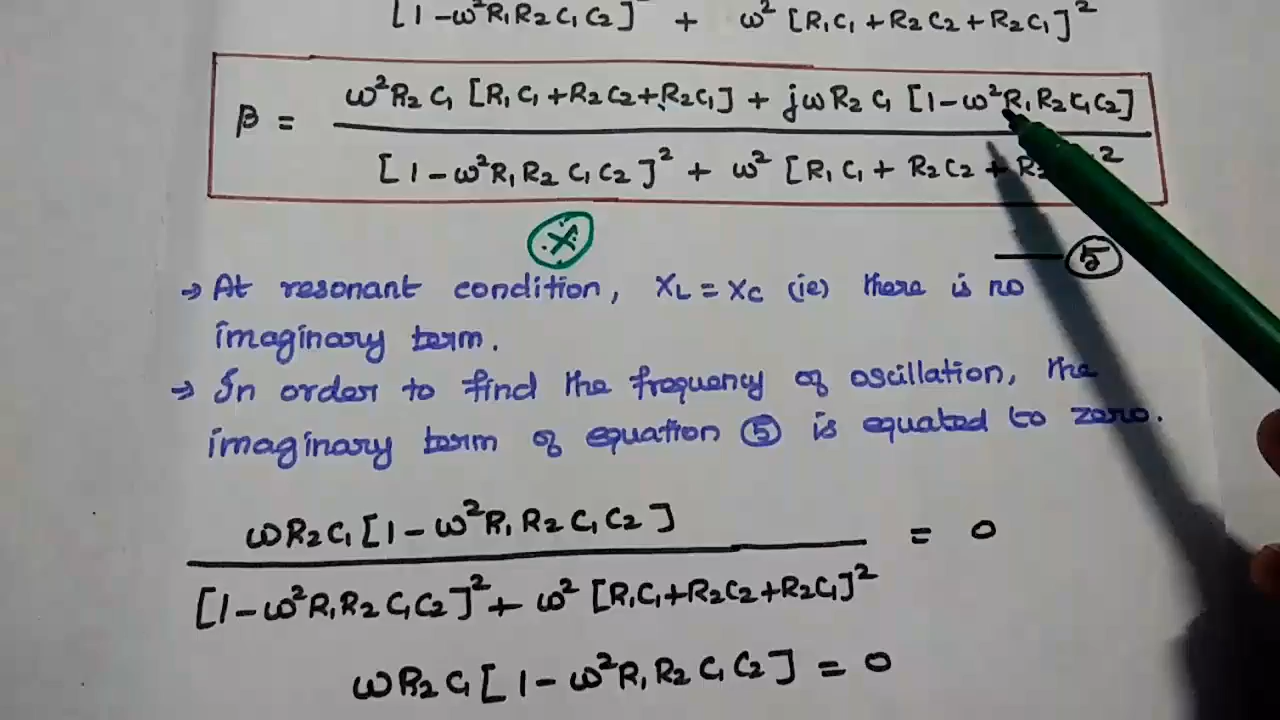 [1-ω²R₁R₂C₁C₂]² + ω² [R₁C₁+R₂C₂+R₂C₁]²
β = ω²R₂C₁ [R₁C₁+R₂C₂+R₂C₁] + jωR₂C₁ [1-ω²R₁R₂C₁C₂]
[1-ω²R₁R₂C₁C₂]² + ω² [R₁C₁ + R₂C₂ + R₂ ²
X
5
→ At resonant condition, XL = XC (ie) there is no
imaginary term.
→ In order to find the frequency of oscillation, the
imaginary term of equation 5 is equated to zero.
ωR₂C₁[1-ω²R₁R₂C₁C₂]
= 0
[1-ω²R₁R₂C₁C₂]²+ ω² [R₁C₁+R₂C₂+R₂C₁]²
ωR₂C₁[1-ω²R₁R₂C₁C₂] = 0